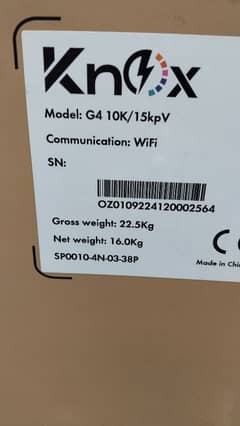 Knox
Model: G4 10K/15kpV
Communication: WiFi
SN:
OZ0109224120002564
Gross weight: 22.5Kg
Net weight: 16.0Kg
SP0010-4N-03-38P
Made in Chi